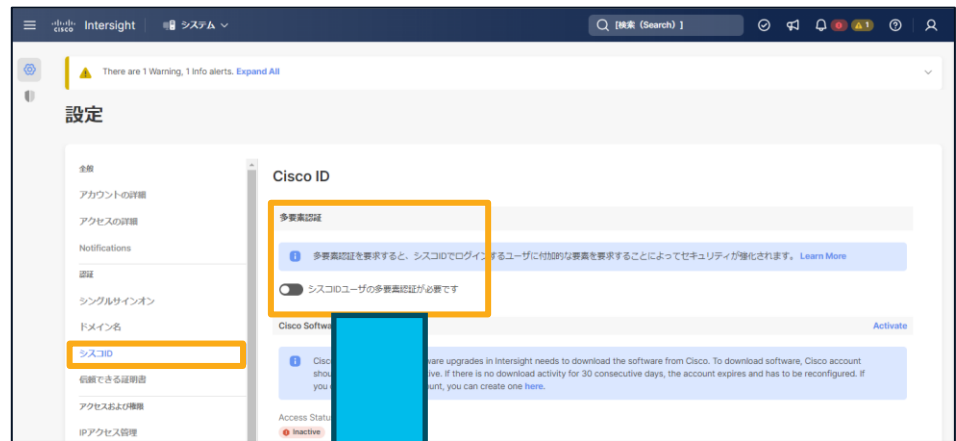 cisco Intersight システム [検索 (Search) ] 1
There are 1 Warning, 1 Info alerts. Expand All
設定
全般
アカウントの詳細
アクセスの詳細
Notifications
認証
シングルサインオン
ドメイン名
シスコID
信頼できる証明書
アクセスおよび権限
IPアクセス管理
Cisco ID
多要素認証
多要素認証を要求すると、シスコIDでログインするユーザに付加的な要素を要求することによってセキュリティが強化されます。 Learn More
シスコIDユーザの多要素認証が必要です
Cisco Softwa Activate
Cisco ware upgrades in Intersight needs to download the software from Cisco. To download software, Cisco account
shou ive. If there is no download activity for 30 consecutive days, the account expires and has to be reconfigured. If
you unt, you can create one here.
Access Statu
Inactive